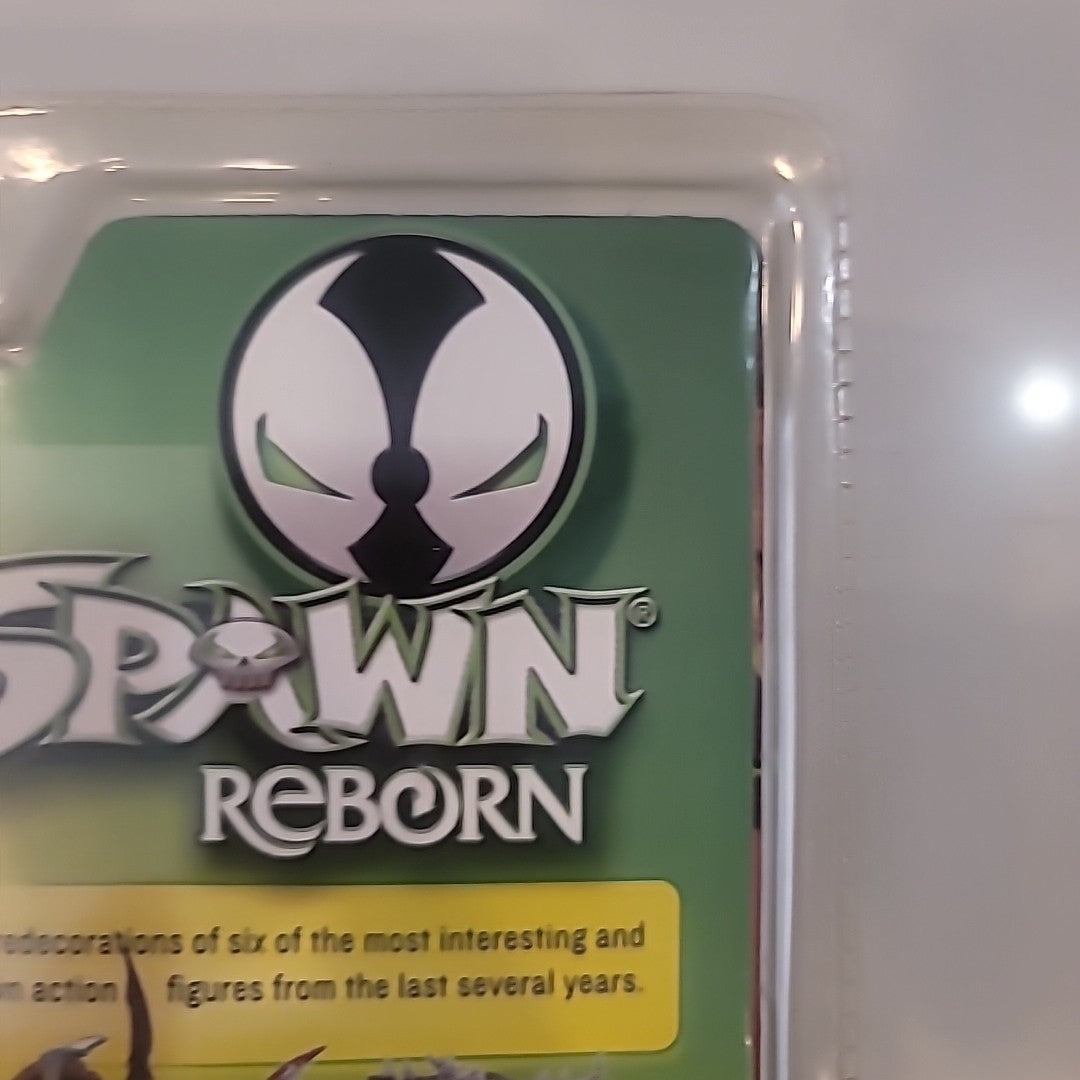 SPAWN®
REBORN
redecorations of six of the most interesting and
action figures from the last several years.